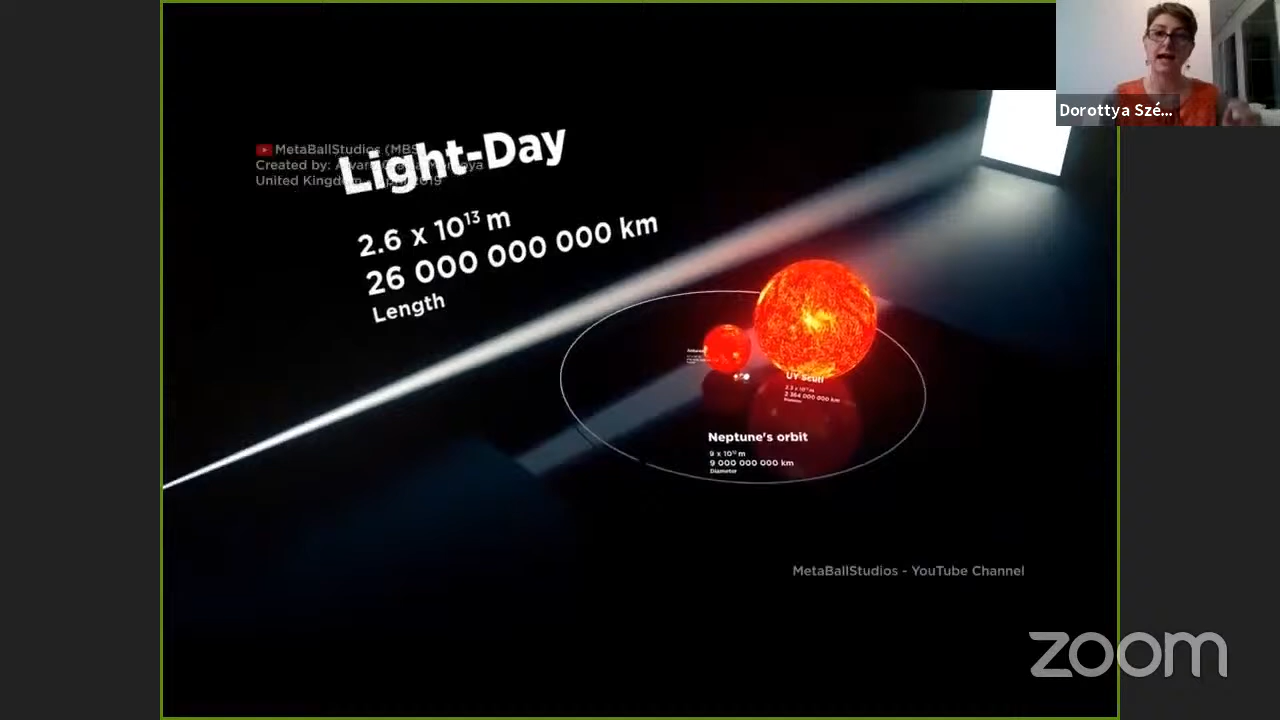 Dorottya Szé...
MetaBallStudios (MBS
Created by:
United Kingdom
2019
Light-Day
2.6 x 10¹³ m
26 000 000 000 km
Length
UY Scuti
2 364 000 000 km
Diameter
Neptune's orbit
9 x 10¹² m
9 000 000 000 km
Diameter
MetaBallStudios - YouTube Channel
zoom